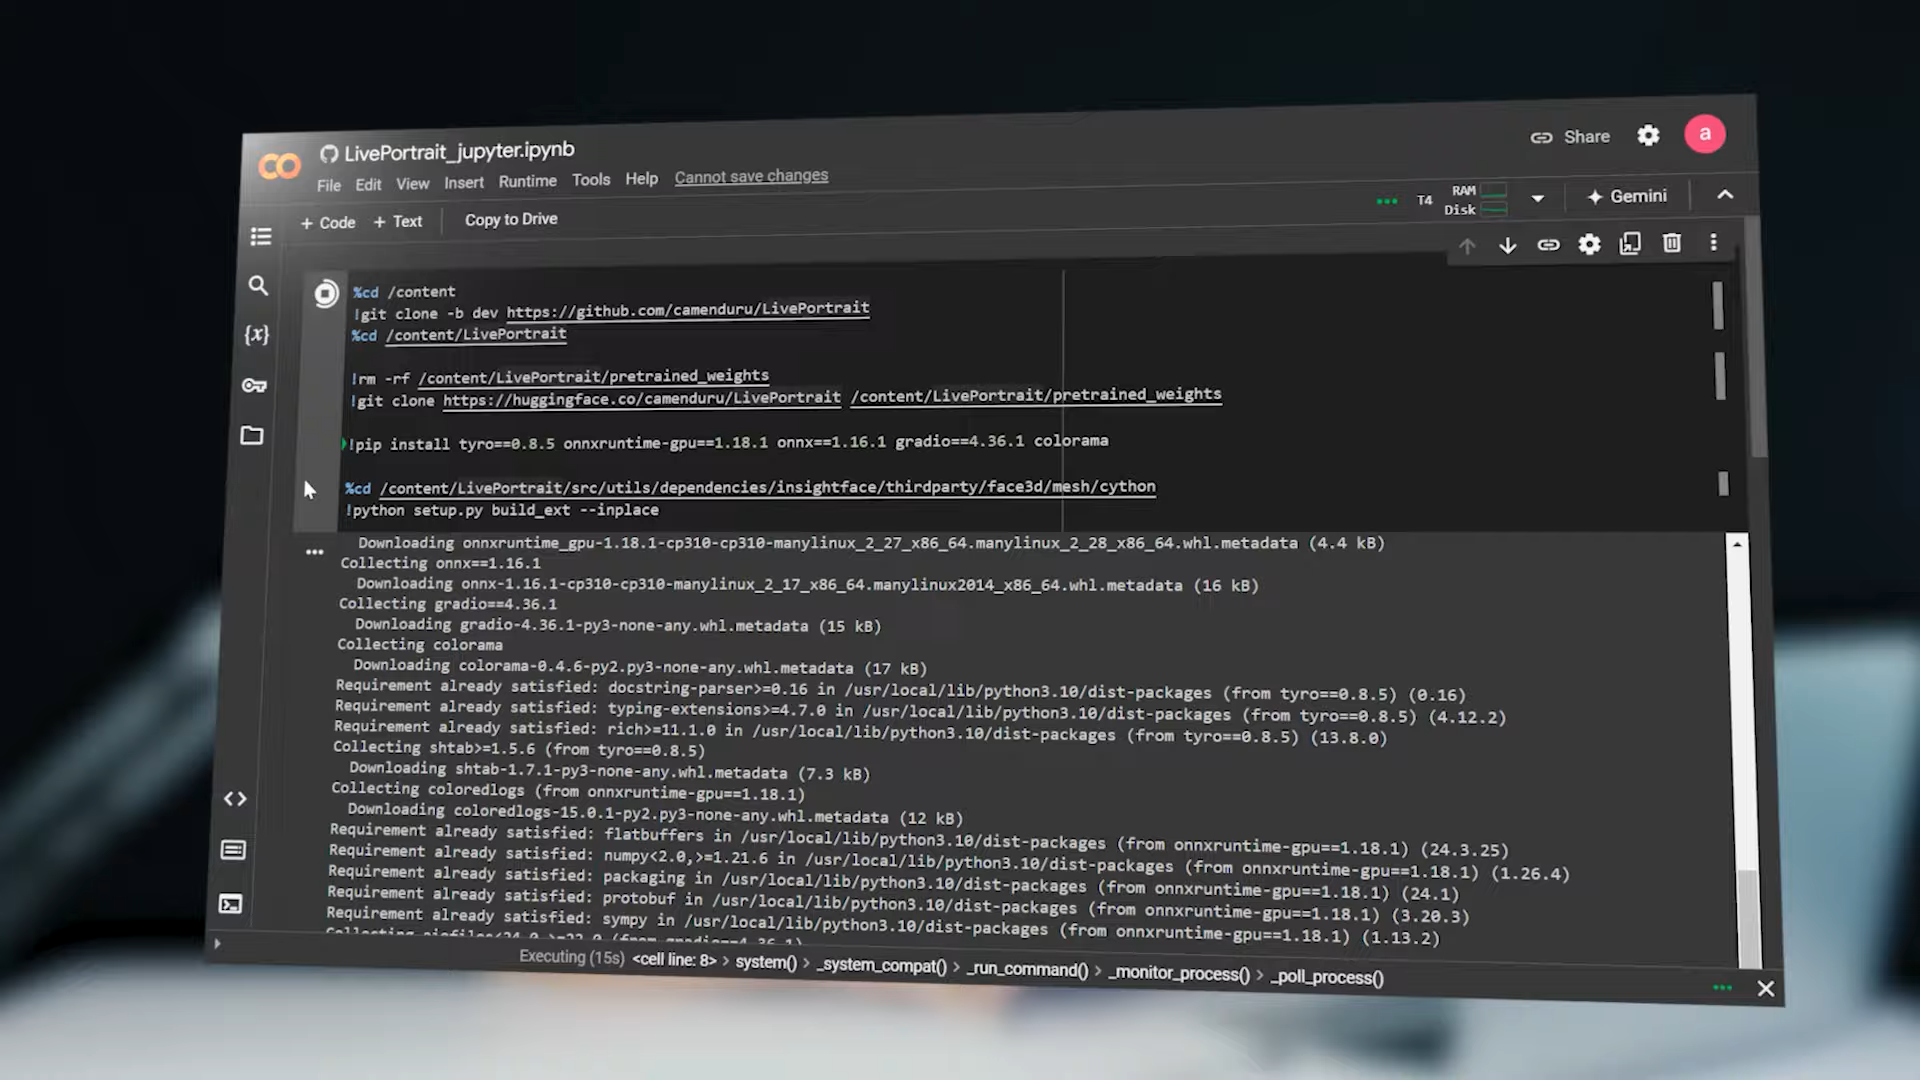 LivePortrait_jupyter.ipynb
File Edit View Insert Runtime Tools Help Cannot save changes
Share
a
+ Code + Text Copy to Drive
T4 RAM Disk Gemini
%cd /content
!git clone -b dev https://github.com/camenduru/LivePortrait
%cd /content/LivePortrait
!rm -rf /content/LivePortrait/pretrained_weights
!git clone https://huggingface.co/camenduru/LivePortrait /content/LivePortrait/pretrained_weights
!pip install tyro==0.8.5 onnxruntime-gpu==1.18.1 onnx==1.16.1 gradio==4.36.1 colorama
%cd /content/LivePortrait/src/utils/dependencies/insightface/thirdparty/face3d/mesh/cython
!python setup.py build_ext --inplace
Downloading onnxruntime_gpu-1.18.1-cp310-cp310-manylinux_2_27_x86_64.manylinux_2_28_x86_64.whl.metadata (4.4 kB)
Collecting onnx==1.16.1
Downloading onnx-1.16.1-cp310-cp310-manylinux_2_17_x86_64.manylinux2014_x86_64.whl.metadata (16 kB)
Collecting gradio==4.36.1
Downloading gradio-4.36.1-py3-none-any.whl.metadata (15 kB)
Collecting colorama
Downloading colorama-0.4.6-py2.py3-none-any.whl.metadata (17 kB)
Requirement already satisfied: docstring-parser>=0.16 in /usr/local/lib/python3.10/dist-packages (from tyro==0.8.5) (0.16)
Requirement already satisfied: typing-extensions>=4.7.0 in /usr/local/lib/python3.10/dist-packages (from tyro==0.8.5) (4.12.2)
Requirement already satisfied: rich>=11.1.0 in /usr/local/lib/python3.10/dist-packages (from tyro==0.8.5) (13.8.0)
Collecting shtab>=1.5.6 (from tyro==0.8.5)
Downloading shtab-1.7.1-py3-none-any.whl.metadata (7.3 kB)
Collecting coloredlogs (from onnxruntime-gpu==1.18.1)
Downloading coloredlogs-15.0.1-py2.py3-none-any.whl.metadata (12 kB)
Requirement already satisfied: flatbuffers in /usr/local/lib/python3.10/dist-packages (from onnxruntime-gpu==1.18.1) (24.3.25)
Requirement already satisfied: numpy<2.0,>=1.21.6 in /usr/local/lib/python3.10/dist-packages (from onnxruntime-gpu==1.18.1) (1.26.4)
Requirement already satisfied: packaging in /usr/local/lib/python3.10/dist-packages (from onnxruntime-gpu==1.18.1) (24.1)
Requirement already satisfied: protobuf in /usr/local/lib/python3.10/dist-packages (from onnxruntime-gpu==1.18.1) (3.20.3)
Requirement already satisfied: sympy in /usr/local/lib/python3.10/dist-packages (from onnxruntime-gpu==1.18.1) (1.13.2)
Collecting aiofiles<24.0,>=22.0 (from gradio==4.36.1)
Executing (15s) <cell line: 8> > system() > _system_compat() > _run_command() > _monitor_process() > _poll_process()